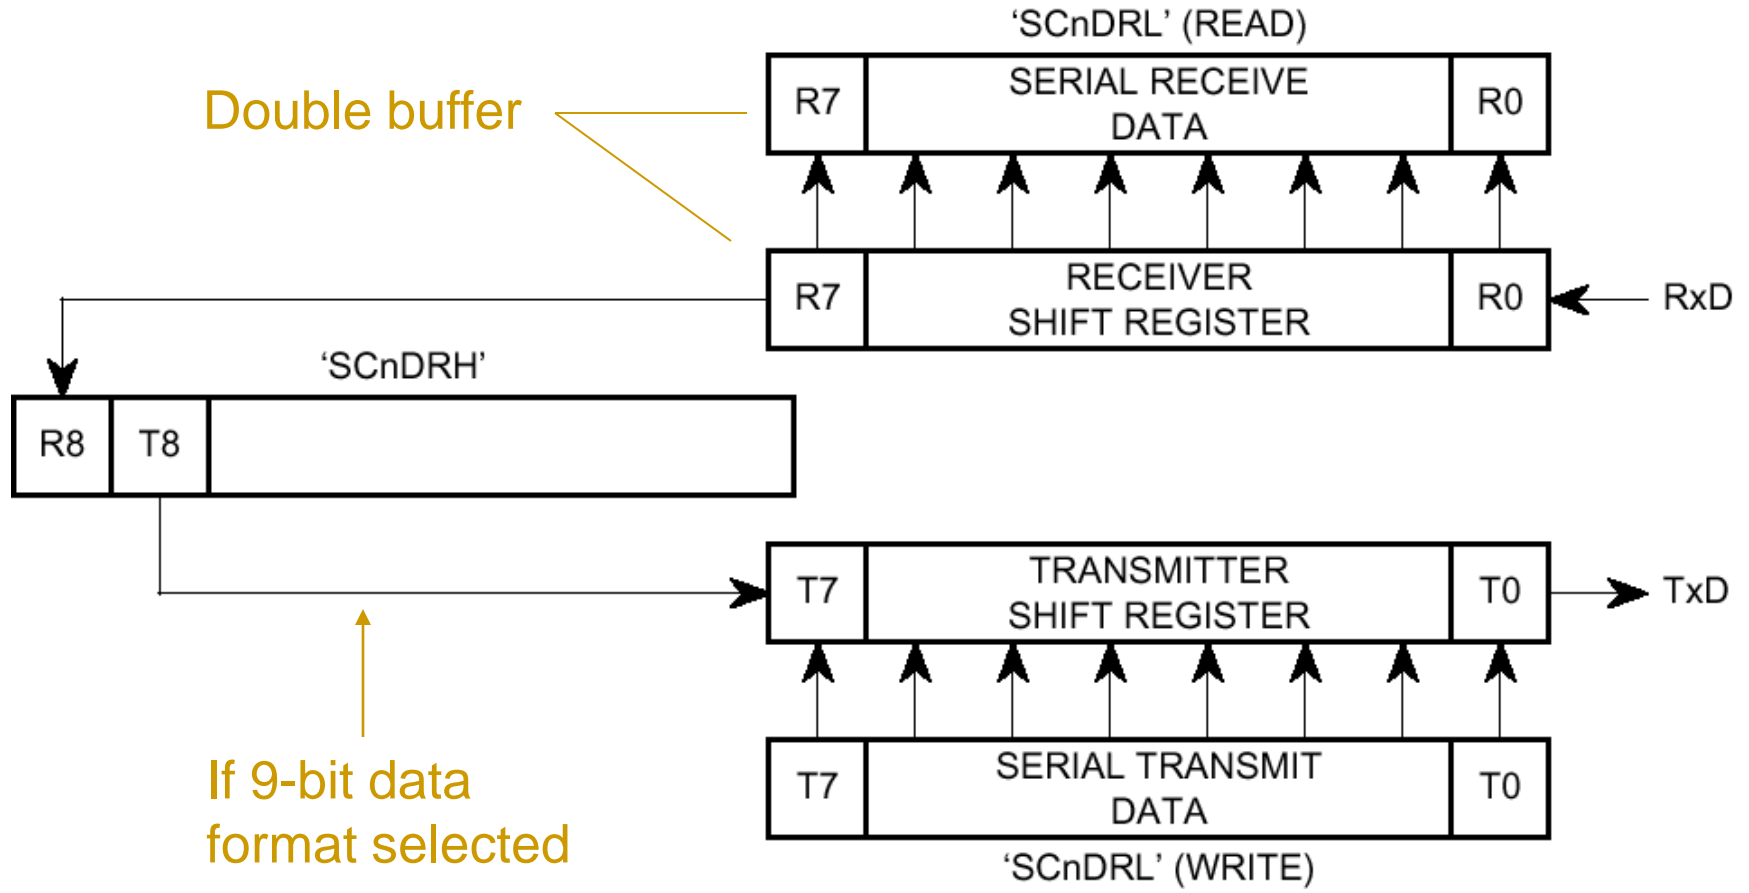 ‘SCnDRL’ (READ)
Double buffer
R7
SERIAL RECEIVE
DATA
R0
R7
RECEIVER
SHIFT REGISTER
R0
RxD
‘SCnDRH’
R8
T8
T7
TRANSMITTER
SHIFT REGISTER
T0
TxD
If 9-bit data
format selected
T7
SERIAL TRANSMIT
DATA
T0
‘SCnDRL’ (WRITE)